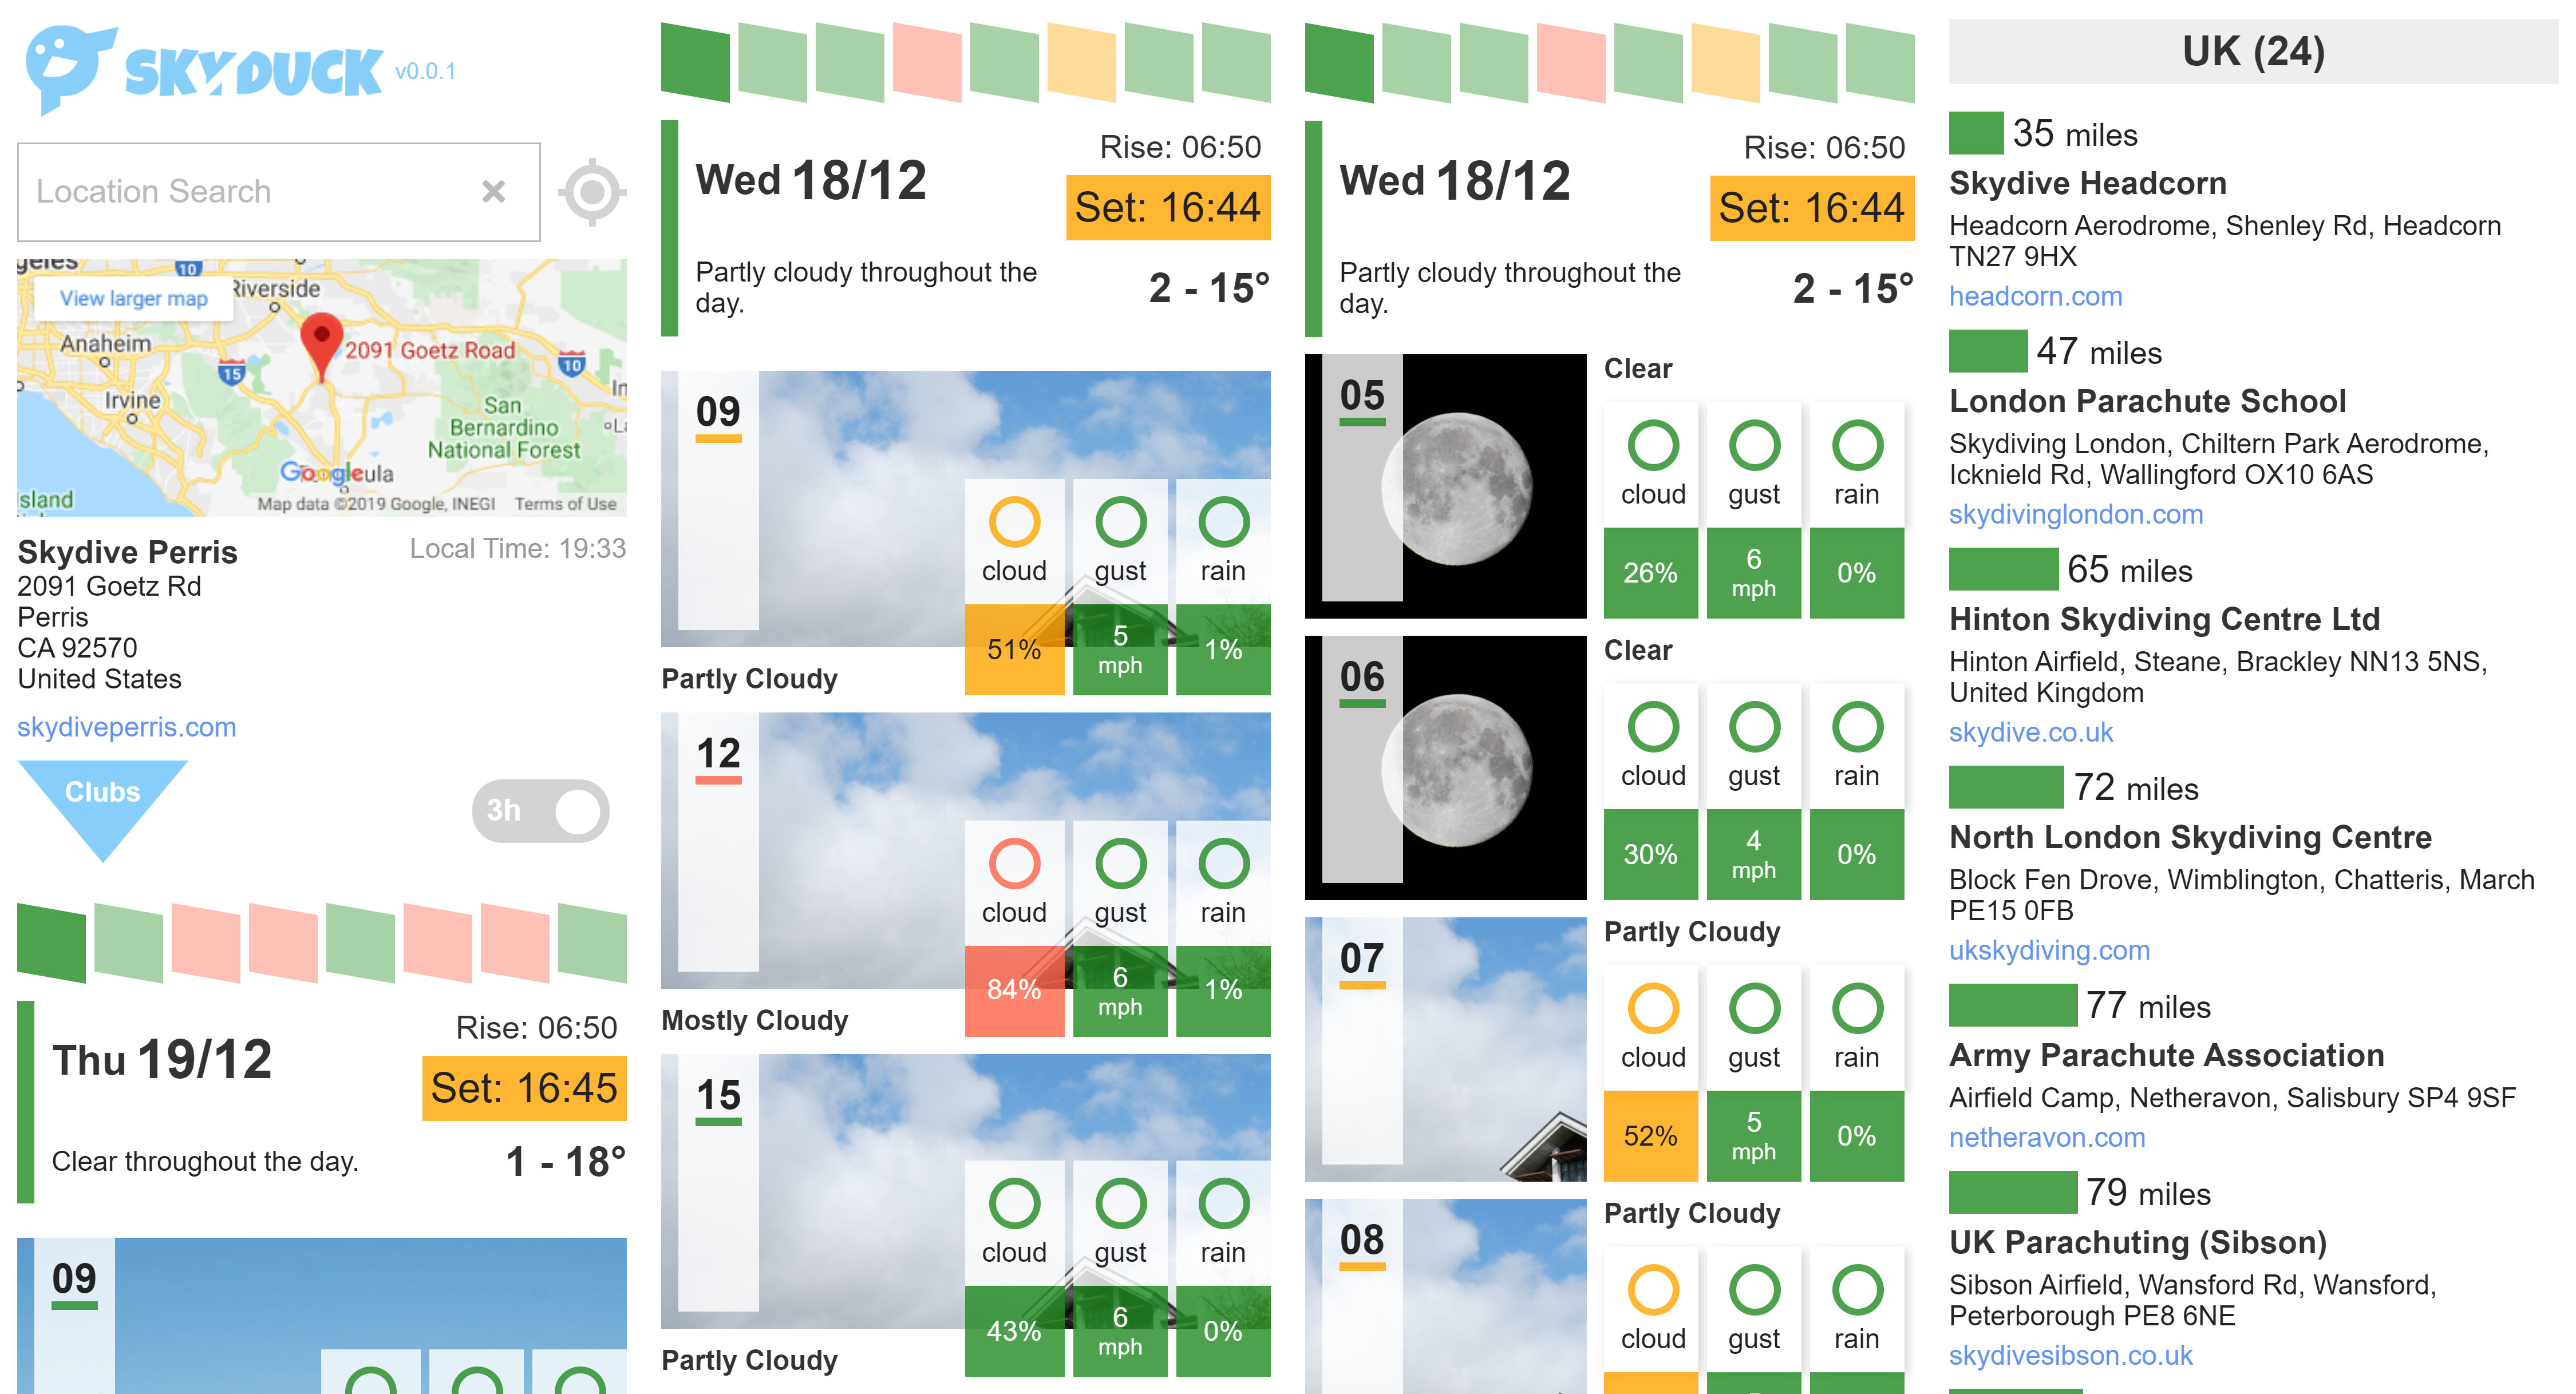 SKYDUCK v0.0.1
Location Search
geles
10
Riverside
View larger map
Anaheim
2091 Goetz Road
15
10
Irvine
San
Bernardino
National Forest
Google
ula
sland
Map data ©2019 Google, INEGI Terms of Use
Skydive Perris
Local Time: 19:33
2091 Goetz Rd
Perris
CA 92570
United States
skydiveperris.com
Clubs
3h
Rise: 06:50
Thu 19/12
Set: 16:45
Clear throughout the day.
1 - 18°
09
Rise: 06:50
Wed 18/12
Set: 16:44
Partly cloudy throughout the
day.
2 - 15°
09
cloud gust rain
51% 5 mph 1%
Partly Cloudy
12
cloud gust rain
84% 6 mph 1%
Mostly Cloudy
15
cloud gust rain
43% 6 mph 0%
Partly Cloudy
Rise: 06:50
Wed 18/12
Set: 16:44
Partly cloudy throughout the
day.
2 - 15°
05
Clear
cloud gust rain
26% 6 mph 0%
06
Clear
cloud gust rain
30% 4 mph 0%
07
Partly Cloudy
cloud gust rain
52% 5 mph 0%
08
Partly Cloudy
cloud gust rain
UK (24)
35 miles
Skydive Headcorn
Headcorn Aerodrome, Shenley Rd, Headcorn
TN27 9HX
headcorn.com
47 miles
London Parachute School
Skydiving London, Chiltern Park Aerodrome,
Icknield Rd, Wallingford OX10 6AS
skydivinglondon.com
65 miles
Hinton Skydiving Centre Ltd
Hinton Airfield, Steane, Brackley NN13 5NS,
United Kingdom
skydive.co.uk
72 miles
North London Skydiving Centre
Block Fen Drove, Wimblington, Chatteris, March
PE15 0FB
ukskydiving.com
77 miles
Army Parachute Association
Airfield Camp, Netheravon, Salisbury SP4 9SF
netheravon.com
79 miles
UK Parachuting (Sibson)
Sibson Airfield, Wansford Rd, Wansford,
Peterborough PE8 6NE
skydivesibson.co.uk